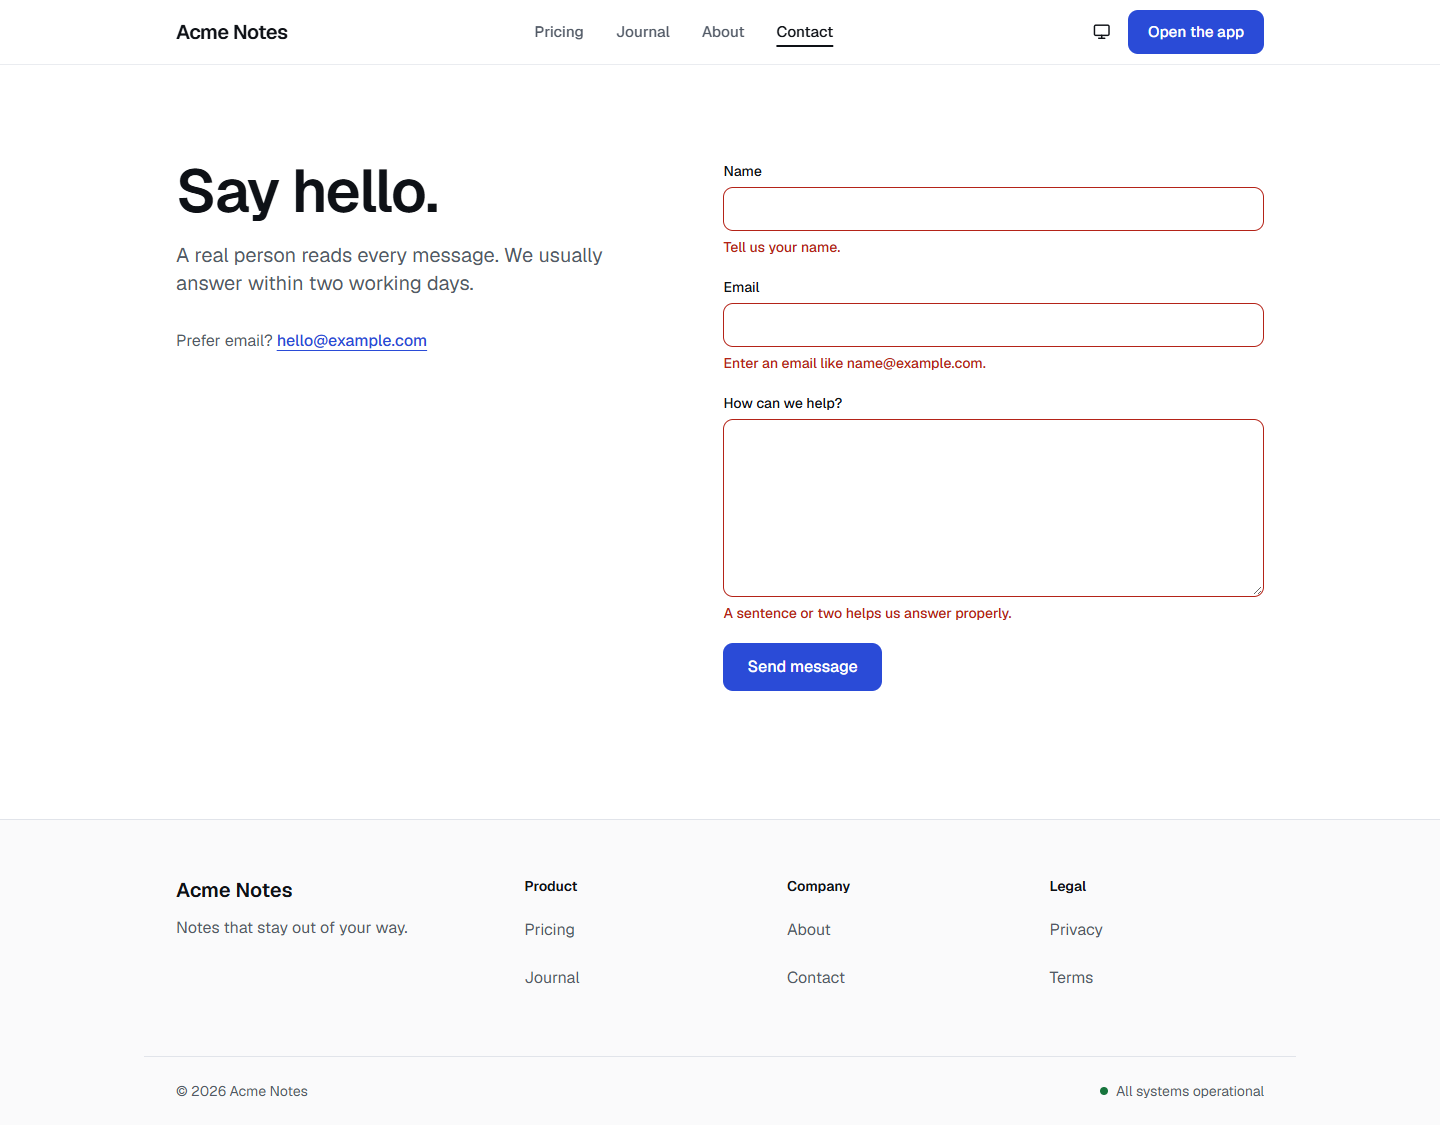 Acme Notes
Pricing
Journal
About
Contact
Open the app
Say hello.
A real person reads every message. We usually
answer within two working days.
Prefer email? hello@example.com
Name
Tell us your name.
Email
Enter an email like name@example.com.
How can we help?
A sentence or two helps us answer properly.
Send message
Acme Notes
Notes that stay out of your way.
Product
Pricing
Journal
Company
About
Contact
Legal
Privacy
Terms
© 2026 Acme Notes
All systems operational